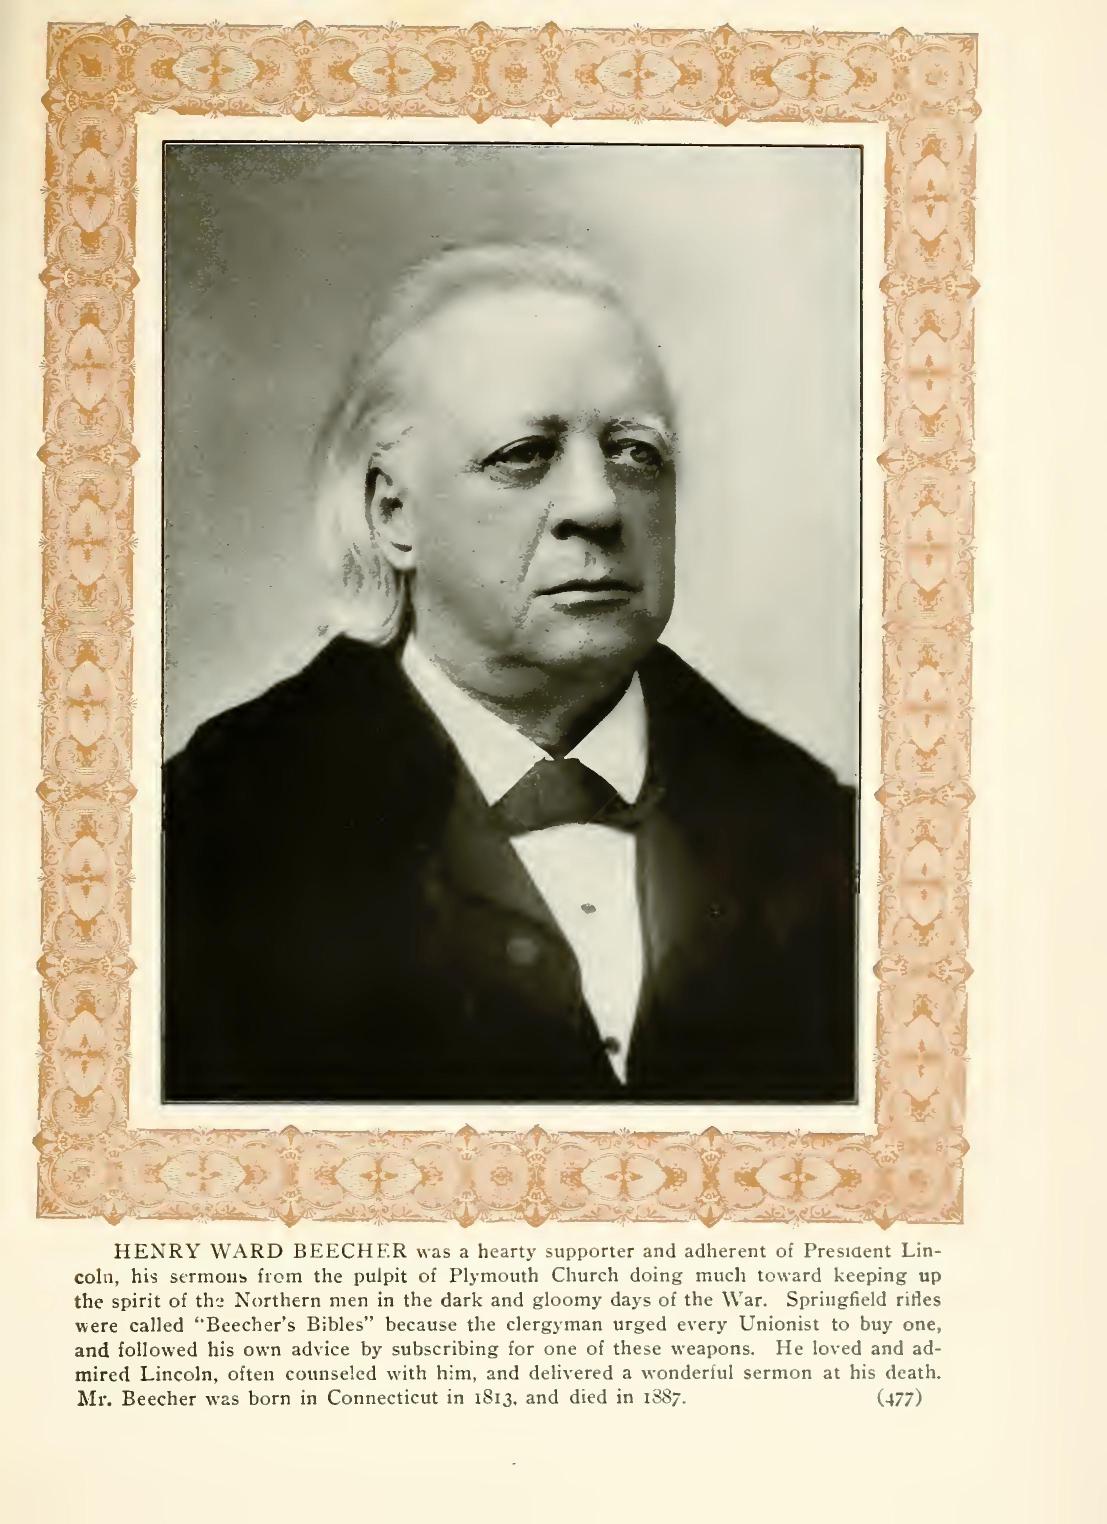 HENRY WARD BEECHER was a hearty supporter and adherent of President Lin-
coln, his sermons from the pulpit of Plymouth Church doing much toward keeping up
the spirit of the Northern men in the dark and gloomy days of the War. Springfield rifles
were called "Beecher's Bibles" because the clergyman urged every Unionist to buy one,
and followed his own advice by subscribing for one of these weapons. He loved and ad-
mired Lincoln, often counseled with him, and delivered a wonderful sermon at his death.
Mr. Beecher was born in Connecticut in 1813, and died in 1887. (477)